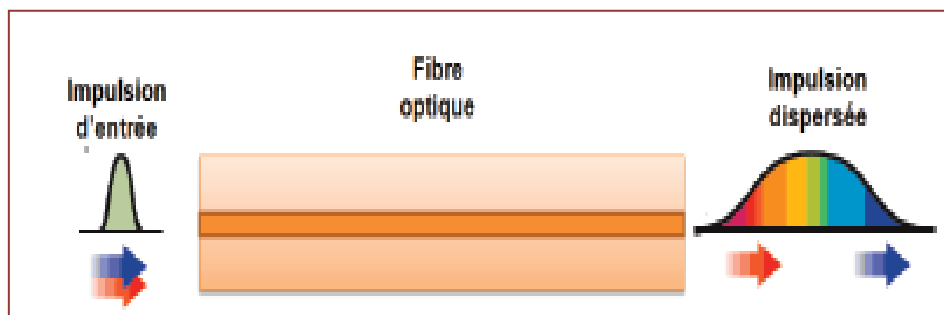 Impulsion
d'entrée
Fibre
optique
Impulsion
dispersée